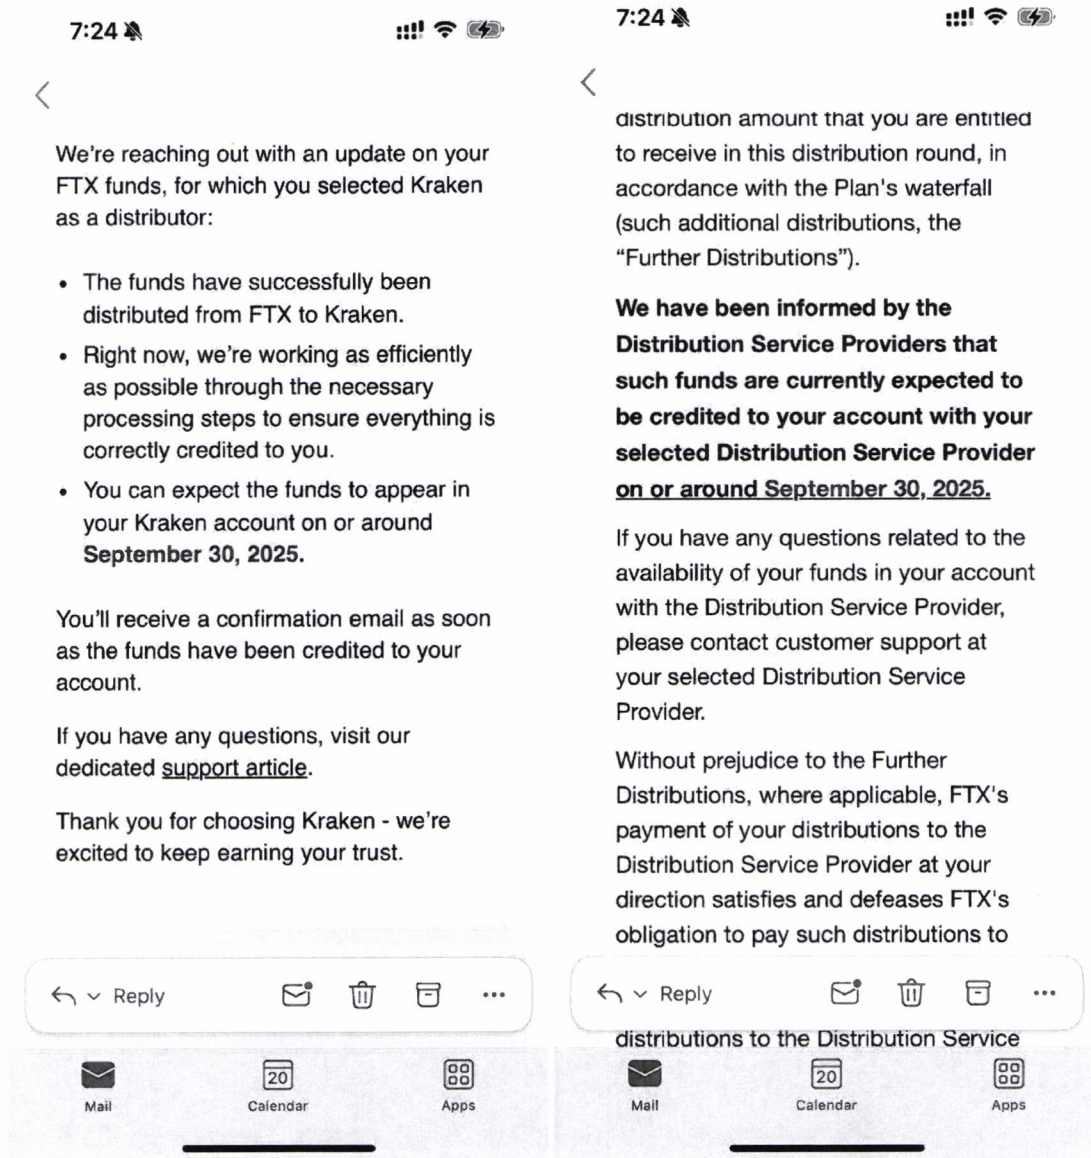 7:24
We're reaching out with an update on your
FTX funds, for which you selected Kraken
as a distributor:
• The funds have successfully been
distributed from FTX to Kraken.
• Right now, we're working as efficiently
as possible through the necessary
processing steps to ensure everything is
correctly credited to you.
• You can expect the funds to appear in
your Kraken account on or around
September 30, 2025.
You'll receive a confirmation email as soon
as the funds have been credited to your
account.
If you have any questions, visit our
dedicated support article.
Thank you for choosing Kraken - we're
excited to keep earning your trust.
Reply
Mail
20
Calendar
Apps
7:24
distribution amount that you are entitled
to receive in this distribution round, in
accordance with the Plan's waterfall
(such additional distributions, the
“Further Distributions”).
We have been informed by the
Distribution Service Providers that
such funds are currently expected to
be credited to your account with your
selected Distribution Service Provider
on or around September 30, 2025.
If you have any questions related to the
availability of your funds in your account
with the Distribution Service Provider,
please contact customer support at
your selected Distribution Service
Provider.
Without prejudice to the Further
Distributions, where applicable, FTX's
payment of your distributions to the
Distribution Service Provider at your
direction satisfies and defeases FTX's
obligation to pay such distributions to
Reply
distributions to the Distribution Service
Mail
20
Calendar
Apps